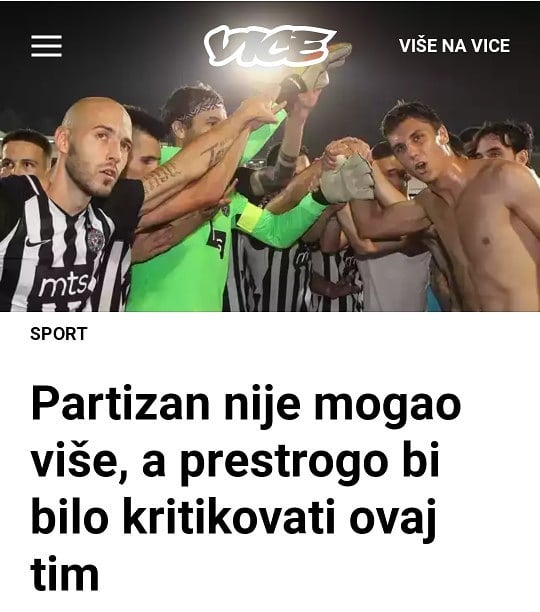 VICE
VIŠE NA VICE
mts
SPORT
Partizan nije mogao
više, a prestrogo bi
bilo kritikovati ovaj
tim